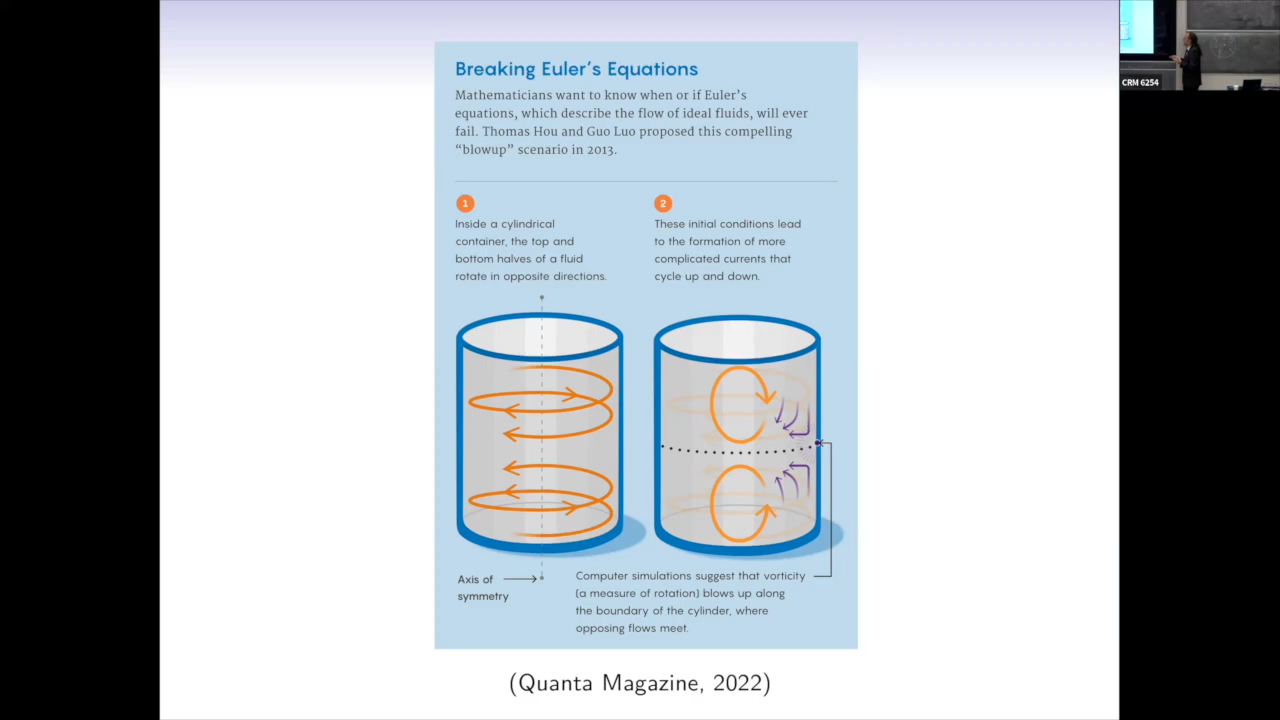 Breaking Euler's Equations
Mathematicians want to know when or if Euler's
equations, which describe the flow of ideal fluids, will ever
fail. Thomas Hou and Guo Luo proposed this compelling
“blowup” scenario in 2013.
1
Inside a cylindrical
container, the top and
bottom halves of a fluid
rotate in opposite directions.
2
These initial conditions lead
to the formation of more
complicated currents that
cycle up and down.
Axis of
symmetry
Computer simulations suggest that vorticity
(a measure of rotation) blows up along
the boundary of the cylinder, where
opposing flows meet.
(Quanta Magazine, 2022)
CRM 6254